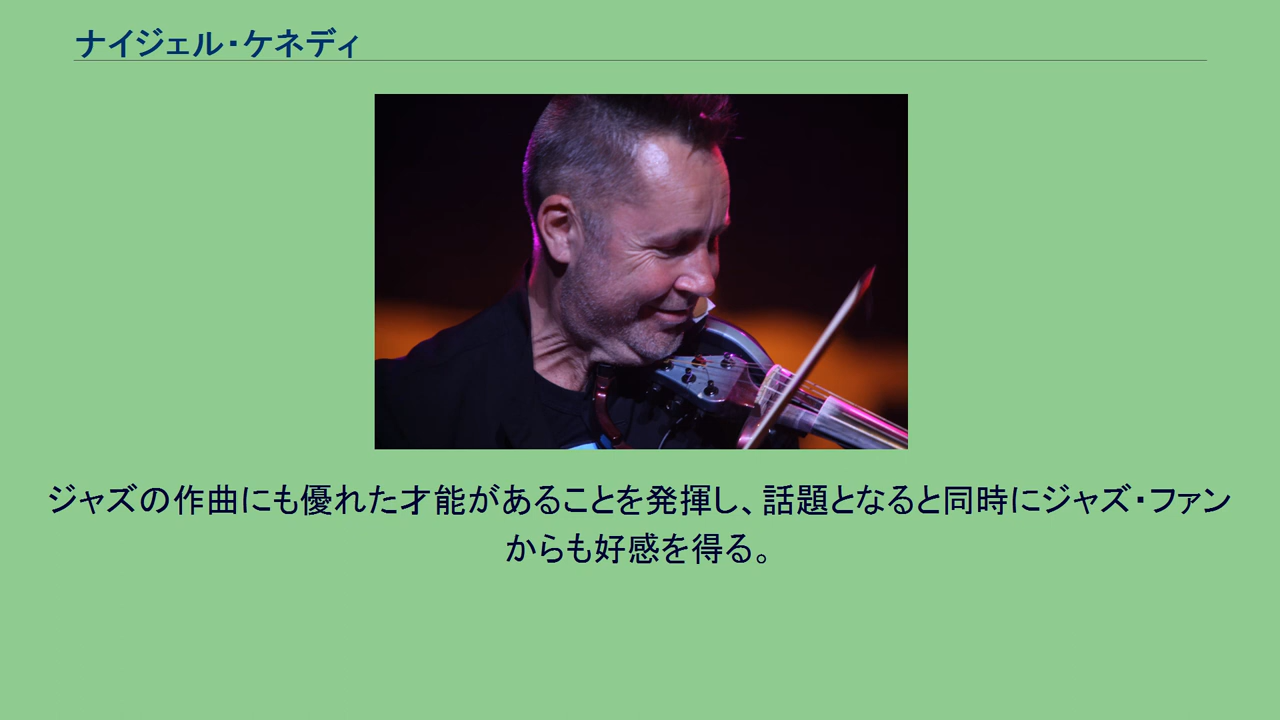 ナイジェル・ケネディ
ジャズの作曲にも優れた才能があることを発揮し、話題となると同時にジャズ・ファン
からも好感を得る。